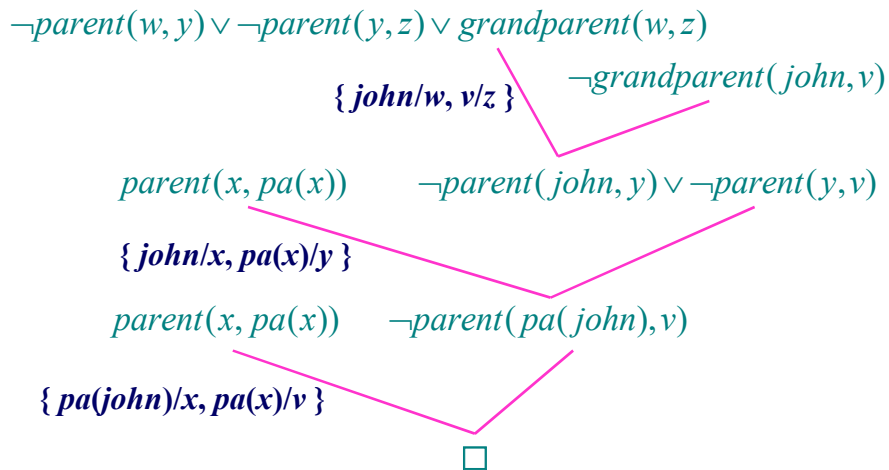 ¬parent(w, y) ∨ ¬parent(y, z) ∨ grandparent(w, z)
¬grandparent(john, v)
{ john/w, v/z }
parent(x, pa(x)) ¬parent(john, y) ∨ ¬parent(y, v)
{ john/x, pa(x)/y }
parent(x, pa(x)) ¬parent(pa(john), v)
{ pa(john)/x, pa(x)/v }
□